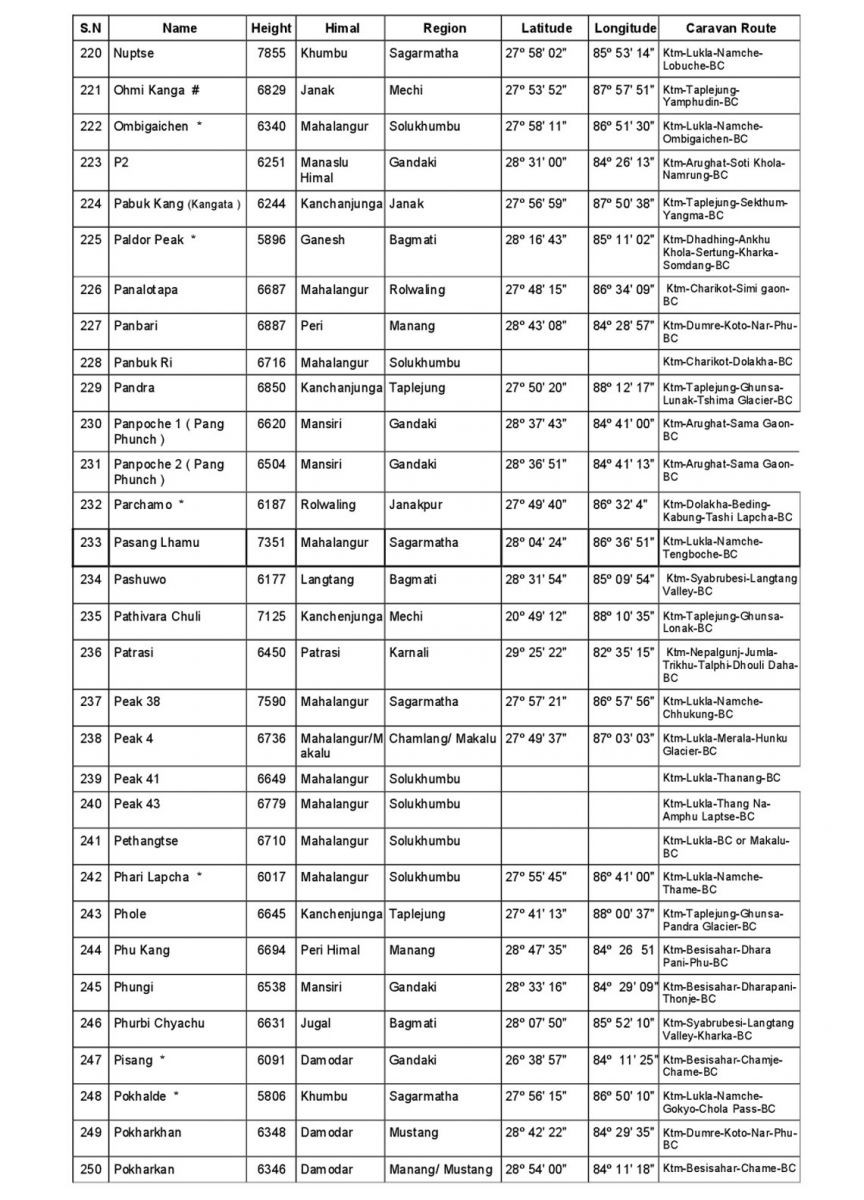 S.N Name Height Himal Region Latitude Longitude Caravan Route
220 Nuptse 7855 Khumbu Sagarmatha 27º 58' 02" 85º 53' 14" Ktm-Lukla-Namche-
Lobuche-BC
221 Ohmi Kanga # 6829 Janak Mechi 27º 53' 52" 87º 57' 51" Ktm-Taplejung-
Yamphudin-BC
222 Ombigaichen * 6340 Mahalangur Solukhumbu 27º 58' 11" 86º 51' 30" Ktm-Lukla-Namche-
Ombigaichen-BC
223 P2 6251 Manaslu Gandaki 28º 31' 00" 84º 26' 13" Ktm-Arughat-Soti Khola-
Himal Namrung-BC
224 Pabuk Kang (Kangata ) 6244 Kanchanjunga Janak 27º 56' 59" 87º 50' 38" Ktm-Taplejung-Sekthum-
Yangma-BC
225 Paldor Peak * 5896 Ganesh Bagmati 28º 16' 43" 85º 11' 02" Ktm-Dhadhing-Ankhu
Khola-Sertung-Kharka-
Somdang-BC
226 Panalotapa 6687 Mahalangur Rolwaling 27º 48' 15" 86º 34' 09" Ktm-Charikot-Simi gaon-
BC
227 Panbari 6887 Peri Manang 28º 43' 08" 84º 28' 57" Ktm-Dumre-Koto-Nar-Phu-
BC
228 Panbuk Ri 6716 Mahalangur Solukhumbu Ktm-Charikot-Dolakha-BC
229 Pandra 6850 Kanchanjunga Taplejung 27º 50' 20" 88º 12' 17" Ktm-Taplejung-Ghunsa-
Lunak-Tshima Glacier-BC
230 Panpoche 1 ( Pang 6620 Mansiri Gandaki 28º 37' 43" 84º 41' 00" Ktm-Arughat-Sama Gaon-
Phunch ) BC
231 Panpoche 2 ( Pang 6504 Mansiri Gandaki 28º 36' 51" 84º 41' 13" Ktm-Arughat-Sama Gaon-
Phunch ) BC
232 Parchamo * 6187 Rolwaling Janakpur 27º 49' 40" 86º 32' 4" Ktm-Dolakha-Beding-
Kabung-Tashi Lapcha-BC
233 Pasang Lhamu 7351 Mahalangur Sagarmatha 28º 04' 24" 86º 36' 51" Ktm-Lukla-Namche-
Tengboche-BC
234 Pashuwo 6177 Langtang Bagmati 28º 31' 54" 85º 09' 54" Ktm-Syabrubesi-Langtang
Valley-BC
235 Pathivara Chuli 7125 Kanchenjunga Mechi 20º 49' 12" 88º 10' 35" Ktm-Taplejung-Ghunsa-
Lonak-BC
236 Patrasi 6450 Patrasi Karnali 29º 25' 22" 82º 35' 15" Ktm-Nepalgunj-Jumla-
Trikhu-Talphi-Dhouli Daha-
BC
237 Peak 38 7590 Mahalangur Sagarmatha 27º 57' 21" 86º 57' 56" Ktm-Lukla-Namche-
Chhukung-BC
238 Peak 4 6736 Mahalangur/M Chamlang/ Makalu 27º 49' 37" 87º 03' 03" Ktm-Lukla-Merala-Hunku
akalu Glacier-BC
239 Peak 41 6649 Mahalangur Solukhumbu Ktm-Lukla-Thanang-BC
240 Peak 43 6779 Mahalangur Solukhumbu Ktm-Lukla-Thang Na-
Amphu Laptse-BC
241 Pethangtse 6710 Mahalangur Solukhumbu Ktm-Lukla-BC or Makalu-
BC
242 Phari Lapcha * 6017 Mahalangur Solukhumbu 27º 55' 45" 86º 41' 00" Ktm-Lukla-Namche-
Thame-BC
243 Phole 6645 Kanchenjunga Taplejung 27º 41' 13" 88º 00' 37" Ktm-Taplejung-Ghunsa-
Pandra Glacier-BC
244 Phu Kang 6694 Peri Himal Manang 28º 47' 35" 84º 26 51 Ktm-Besisahar-Dhara
Pani-Phu-BC
245 Phungi 6538 Mansiri Gandaki 28º 33' 16" 84º 29' 09" Ktm-Besisahar-Dharapani-
Thonje-BC
246 Phurbi Chyachu 6631 Jugal Bagmati 28º 07' 50" 85º 52' 10" Ktm-Syabrubesi-Langtang
Valley-Kharka-BC
247 Pisang * 6091 Damodar Gandaki 26º 38' 57" 84º 11' 25" Ktm-Besisahar-Chamje-
Chame-BC
248 Pokhalde * 5806 Khumbu Sagarmatha 27º 56' 15" 86º 50' 10" Ktm-Lukla-Namche-
Gokyo-Chola Pass-BC
249 Pokharkhan 6348 Damodar Mustang 28º 42' 22" 84º 29' 35" Ktm-Dumre-Koto-Nar-Phu-
BC
250 Pokharkan 6346 Damodar Manang/ Mustang 28º 54' 00" 84º 11' 18" Ktm-Besisahar-Chame-BC